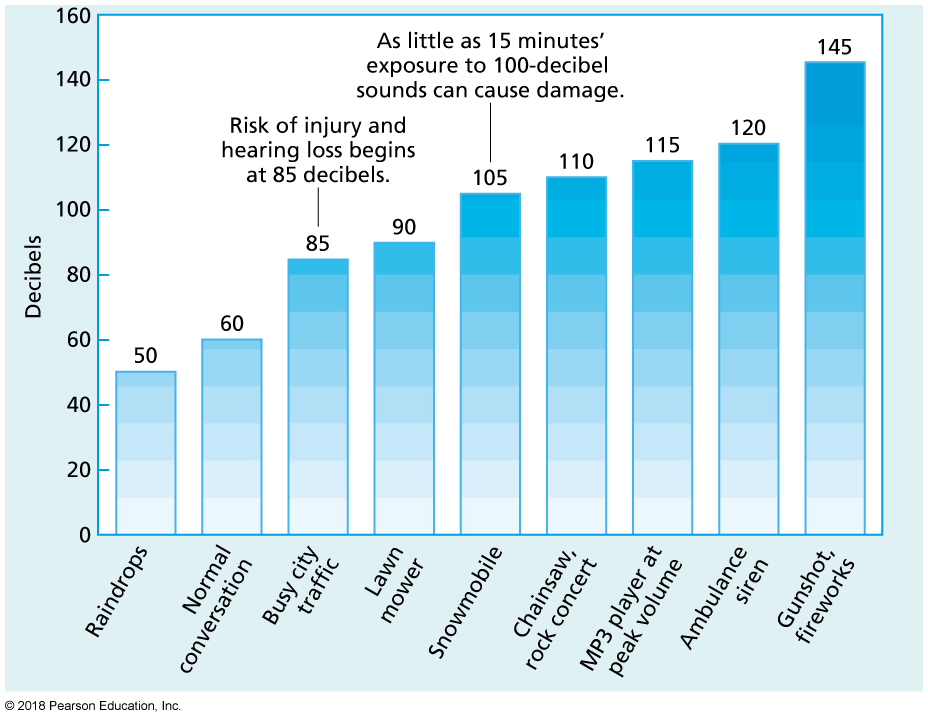 160
140
120
100
80
60
40
20
0
Decibels
As little as 15 minutes’
exposure to 100-decibel
sounds can cause damage.
Risk of injury and
hearing loss begins
at 85 decibels.
50
60
85
90
105
110
115
120
145
Raindrops
Normal
conversation
Busy city
traffic
Lawn
mower
Snowmobile
Chainsaw,
rock concert
MP3 player at
peak volume
Ambulance
siren
Gunshot,
fireworks
© 2018 Pearson Education, Inc.